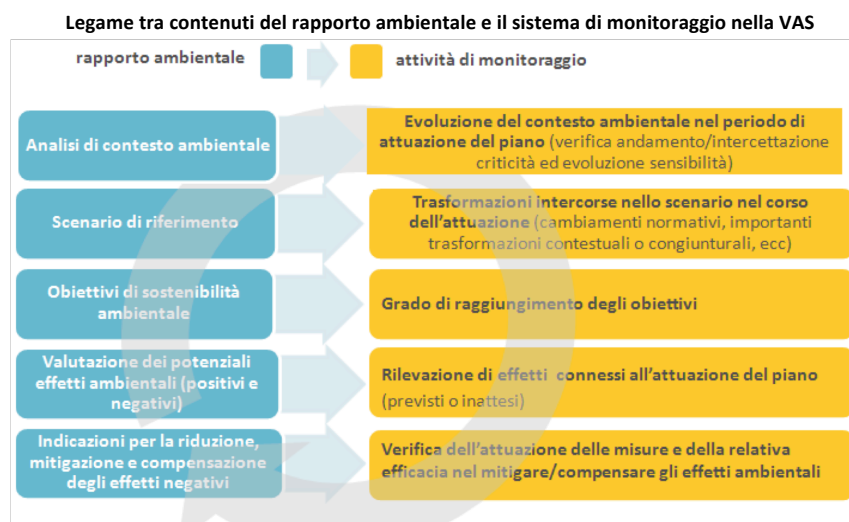 Legame tra contenuti del rapporto ambientale e il sistema di monitoraggio nella VAS
rapporto ambientale
attività di monitoraggio
Analisi di contesto ambientale
Evoluzione del contesto ambientale nel periodo di
attuazione del piano (verifica andamento/intercettazione
criticità ed evoluzione sensibilità)
Scenario di riferimento
Trasformazioni intercorse nello scenario nel corso
dell'attuazione (cambiamenti normativi, importanti
trasformazioni contestuali o congiunturali, ecc)
Obiettivi di sostenibilità
ambientale
Grado di raggiungimento degli obiettivi
Valutazione dei potenziali
effetti ambientali (positivi e
negativi)
Rilevazione di effetti connessi all'attuazione del piano
(previsti o inattesi)
Indicazioni per la riduzione,
mitigazione e compensazione
degli effetti negativi
Verifica dell'attuazione delle misure e della relativa
efficacia nel mitigare/compensare gli effetti ambientali